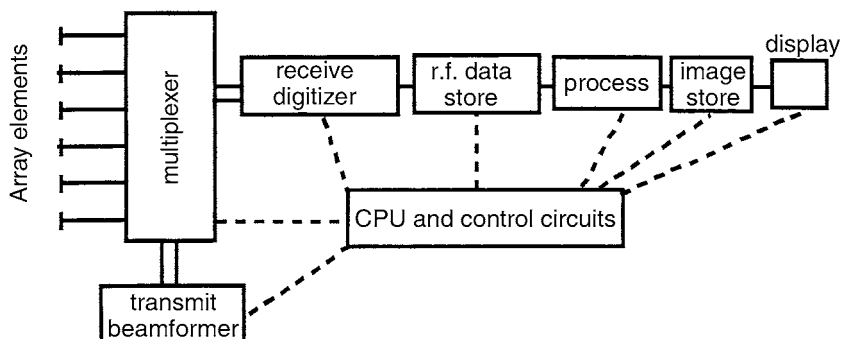 Array elements
multiplexer
receive
digitizer
r.f. data
store
process
image
store
display
CPU and control circuits
transmit
beamformer